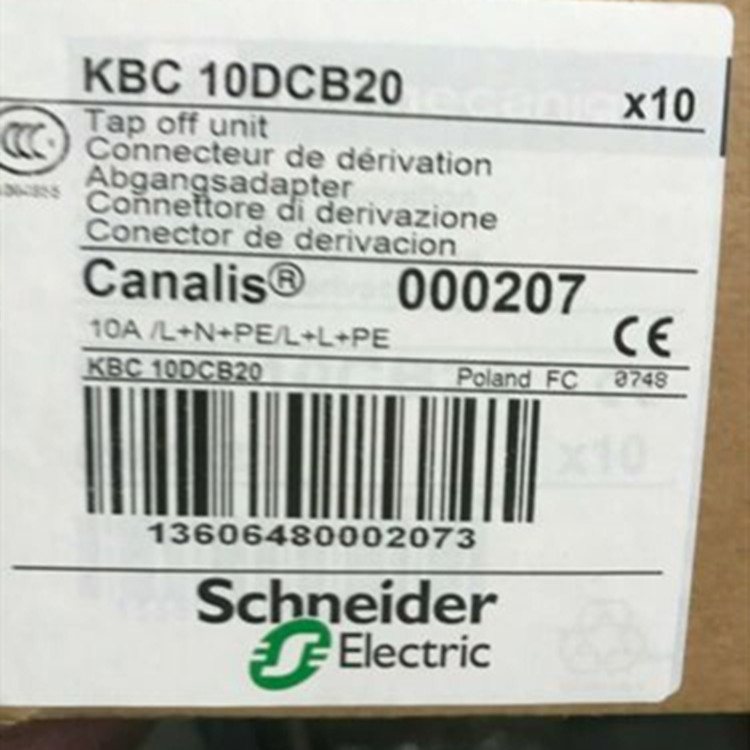 KBC 10DCB20 x10
Tap off unit
Connecteur de dérivation
Abgangsadapter
Connettore di derivazione
Conector de derivacion
Canalis® 000207
10A /L+N+PE/L+L+PE
CE
KBC 10DCB20 Poland FC 0748
13606480002073
Schneider
Electric